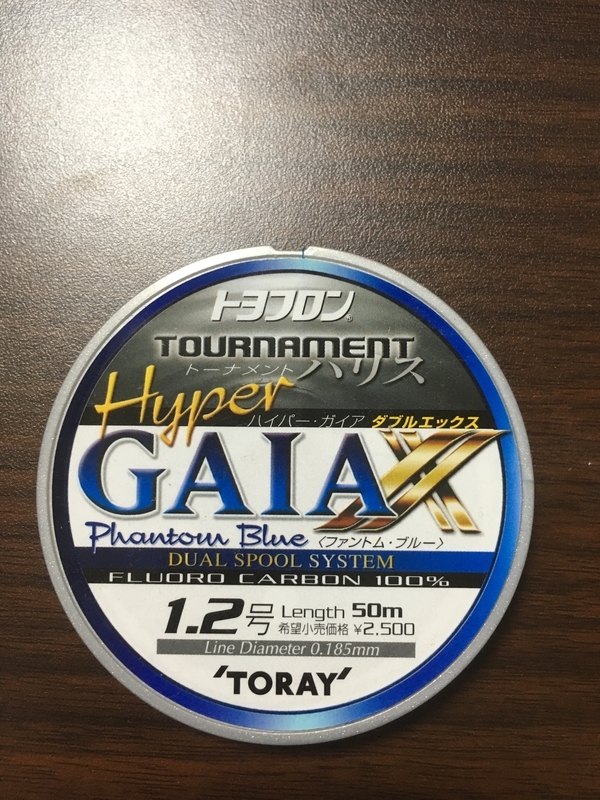 トヨフロン®
TOURNAMENT
トーナメント ハリス
Hyper
ハイパー・ガイア ダブルエックス
GAIA XX
Phantom Blue 〈ファントム・ブルー〉
DUAL SPOOL SYSTEM
FLUORO CARBON 100%
1.2号 Length 50m
希望小売価格 ¥2,500
Line Diameter 0.185mm
'TORAY'